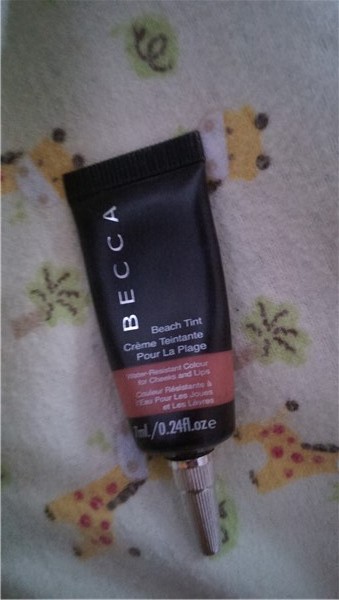 BECCA
Beach Tint
Crème Teintante
Pour La Plage
Water-Resistant Colour
for Cheeks and Lips
Couleur Résistante à
l'Eau Pour Les Joues
et Les Lèvres
7mL/0.24fl.oz e